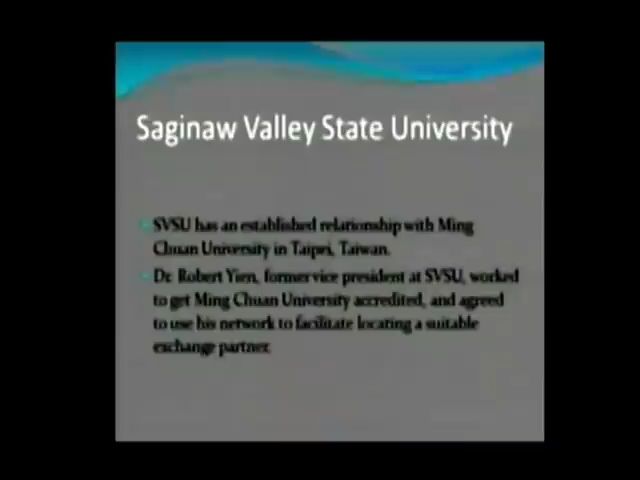 Saginaw Valley State University
SVSU has an established relationship with Ming
Chuan University in Taipei, Taiwan.
Dr. Robert Yien, former vice president at SVSU, worked
to get Ming Chuan University accredited, and agreed
to use his network to facilitate locating a suitable
exchange partner.